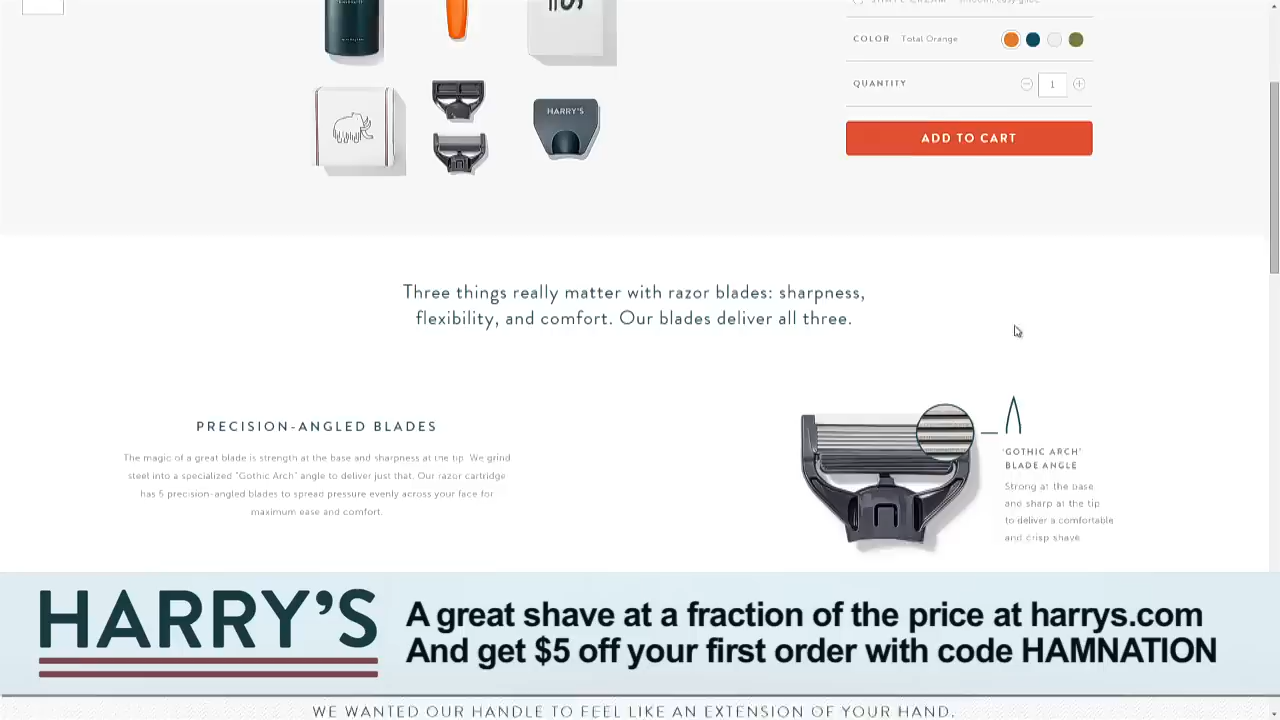 COLOR Total Orange
QUANTITY
1
ADD TO CART
HARRY'S
Three things really matter with razor blades: sharpness,
flexibility, and comfort. Our blades deliver all three.
PRECISION-ANGLED BLADES
The magic of a great blade is strength at the base and sharpness at the tip. We grind
steel into a specialized "Gothic Arch" angle to deliver just that. Our razor cartridge
has 5 precision-angled blades to spread pressure evenly across your face for
maximum ease and comfort.
'GOTHIC ARCH'
BLADE ANGLE
Strong at the base
and sharp at the tip
to deliver a comfortable
and crisp shave
HARRY'S
A great shave at a fraction of the price at harrys.com
And get $5 off your first order with code HAMNATION
WE WANTED OUR HANDLE TO FEEL LIKE AN EXTENSION OF YOUR HAND.